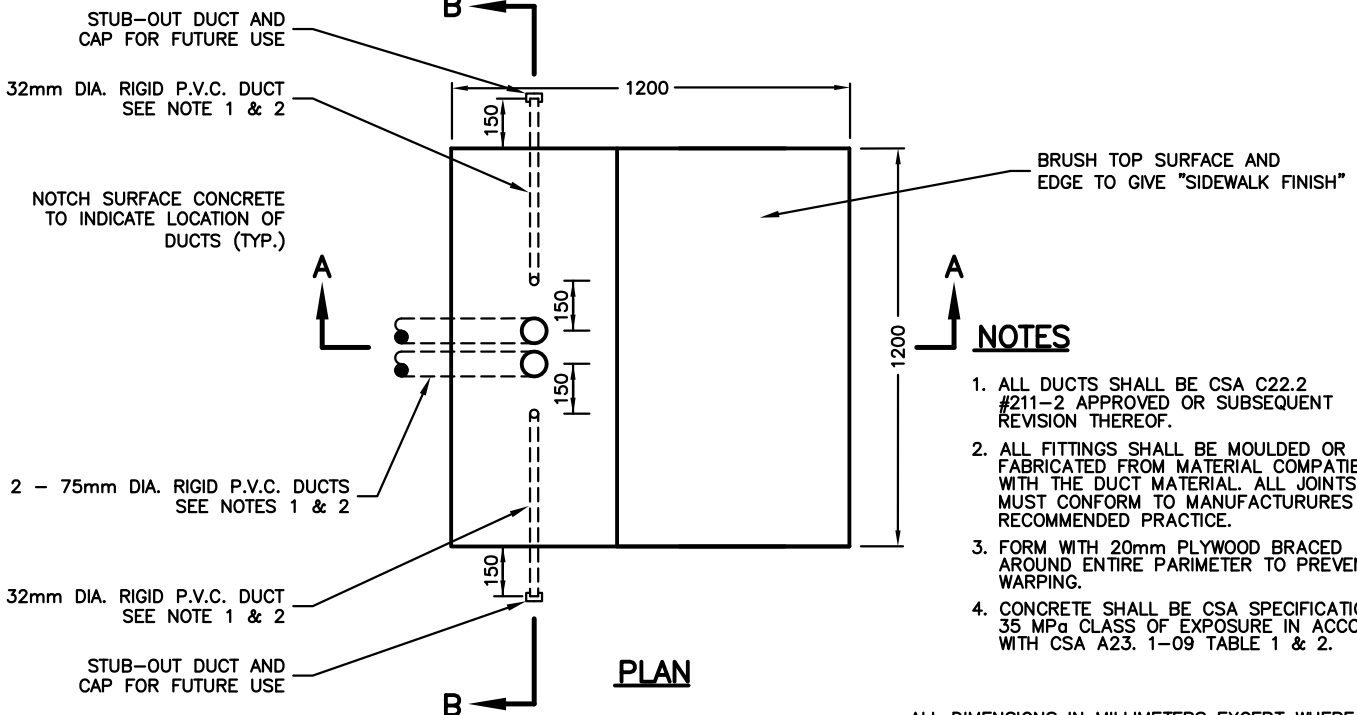 B
STUB-OUT DUCT AND
CAP FOR FUTURE USE
32mm DIA. RIGID P.V.C. DUCT
SEE NOTE 1 & 2
1200
150
BRUSH TOP SURFACE AND
EDGE TO GIVE "SIDEWALK FINISH"
NOTCH SURFACE CONCRETE
TO INDICATE LOCATION OF
DUCTS (TYP.)
A
A
150
150
1200
2 - 75mm DIA. RIGID P.V.C. DUCTS
SEE NOTES 1 & 2
32mm DIA. RIGID P.V.C. DUCT
SEE NOTE 1 & 2
150
STUB-OUT DUCT AND
CAP FOR FUTURE USE
B
PLAN
NOTES
1. ALL DUCTS SHALL BE CSA C22.2
#211-2 APPROVED OR SUBSEQUENT
REVISION THEREOF.
2. ALL FITTINGS SHALL BE MOULDED OR
FABRICATED FROM MATERIAL
WITH THE DUCT MATERIAL. ALL JOINTS
MUST CONFORM TO MANUFACTURURES
RECOMMENDED PRACTICE.
3. FORM WITH 20mm PLYWOOD BRACED
AROUND ENTIRE PARIMETER TO
WARPING.
4. CONCRETE SHALL BE CSA
35 MPa CLASS OF EXPOSURE IN
WITH CSA A23. 1-09 TABLE 1 & 2.
ALL DIMENSIONS IN MILLIMETERS EXCEPT WHERE